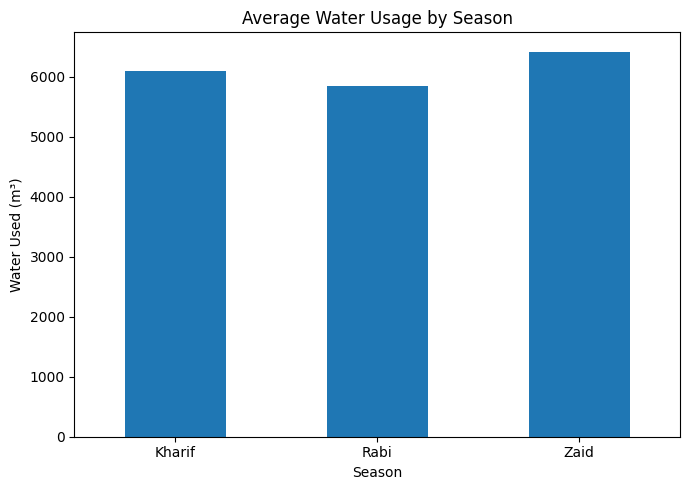 Average Water Usage by Season
6000
5000
4000
3000
2000
1000
0
Water Used (m³)
Kharif Rabi Zaid
Season